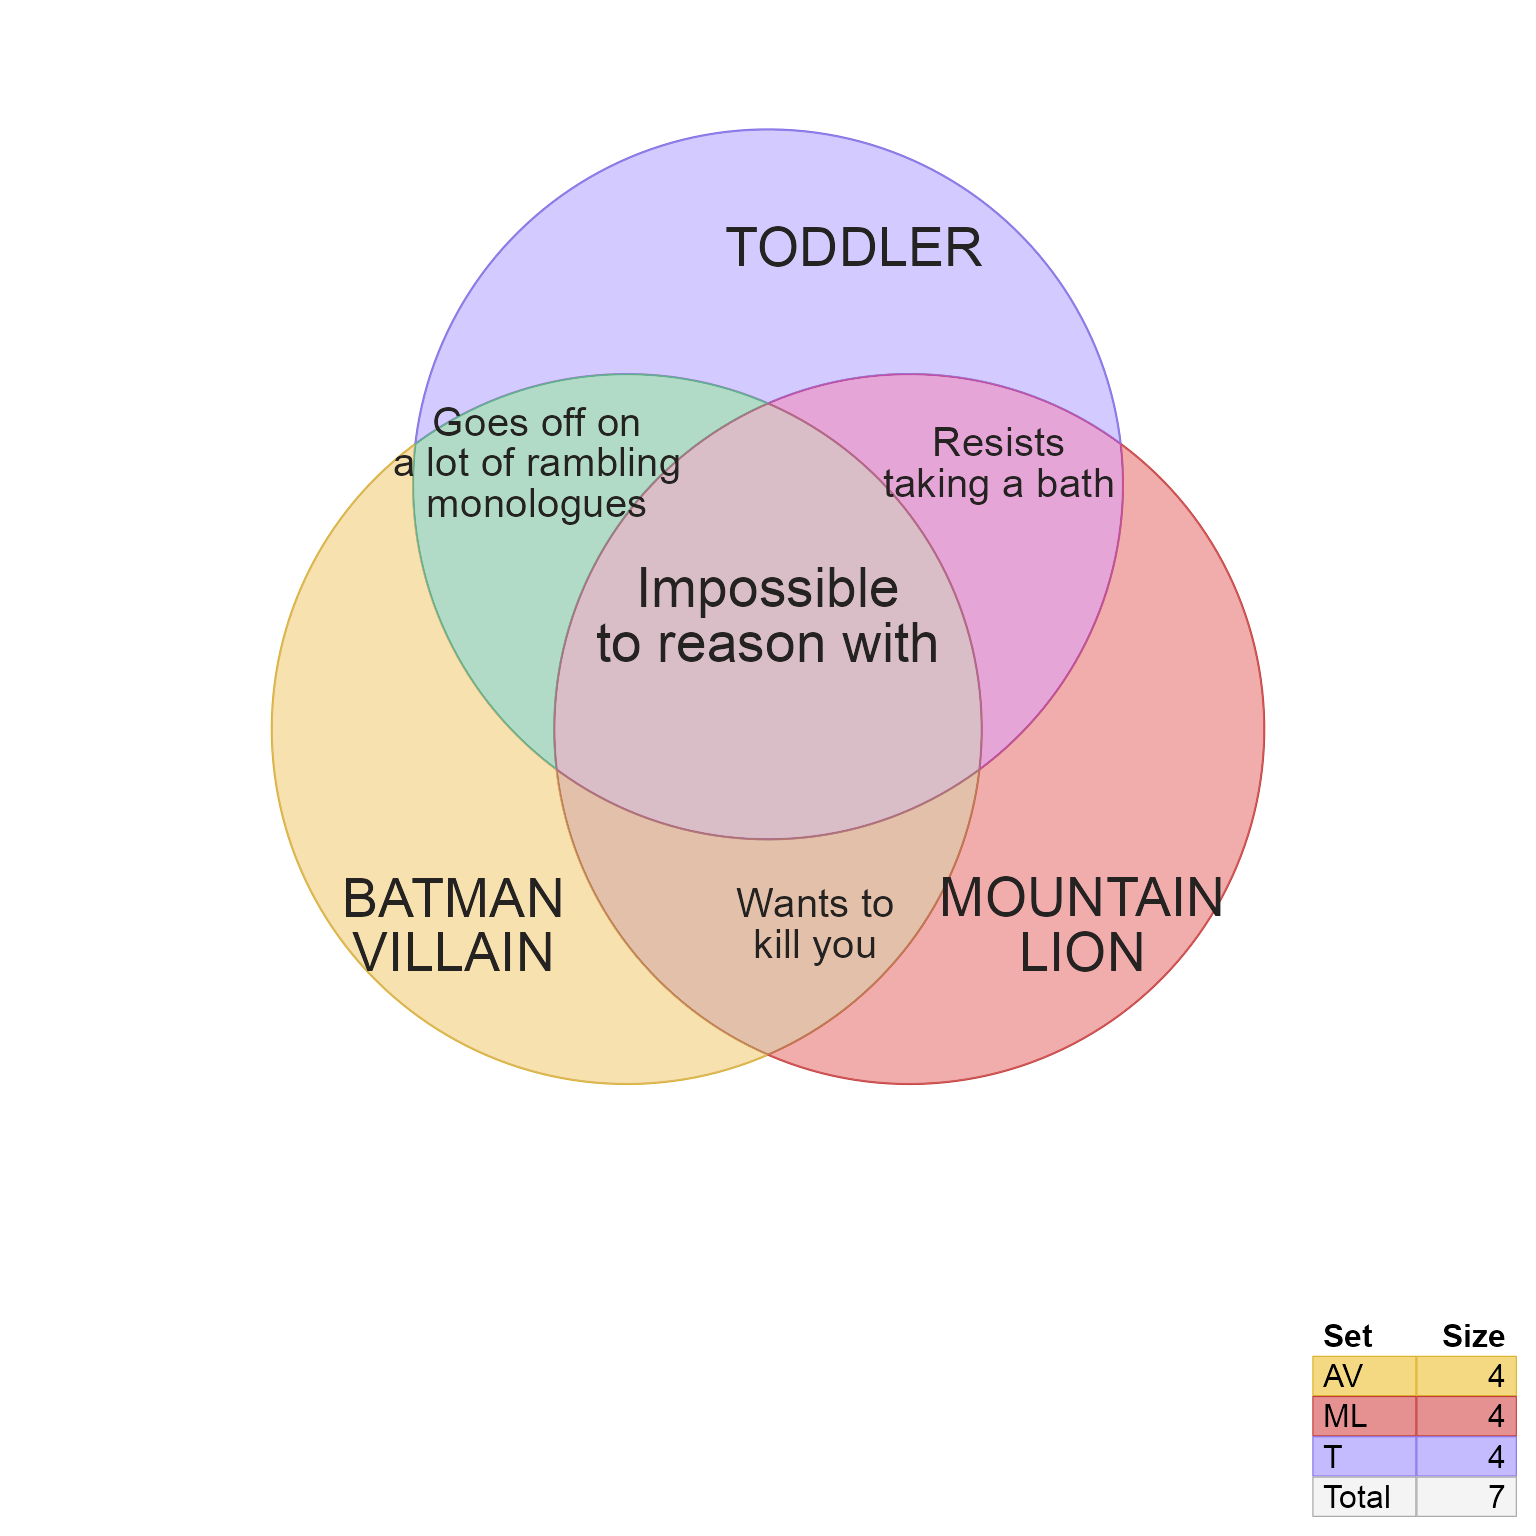 TODDLER
Goes off on
a lot of rambling
monologues
Resists
taking a bath
Impossible
to reason with
BATMAN
VILLAIN
Wants to
kill you
MOUNTAIN
LION
Set Size
AV 4
ML 4
T 4
Total 7